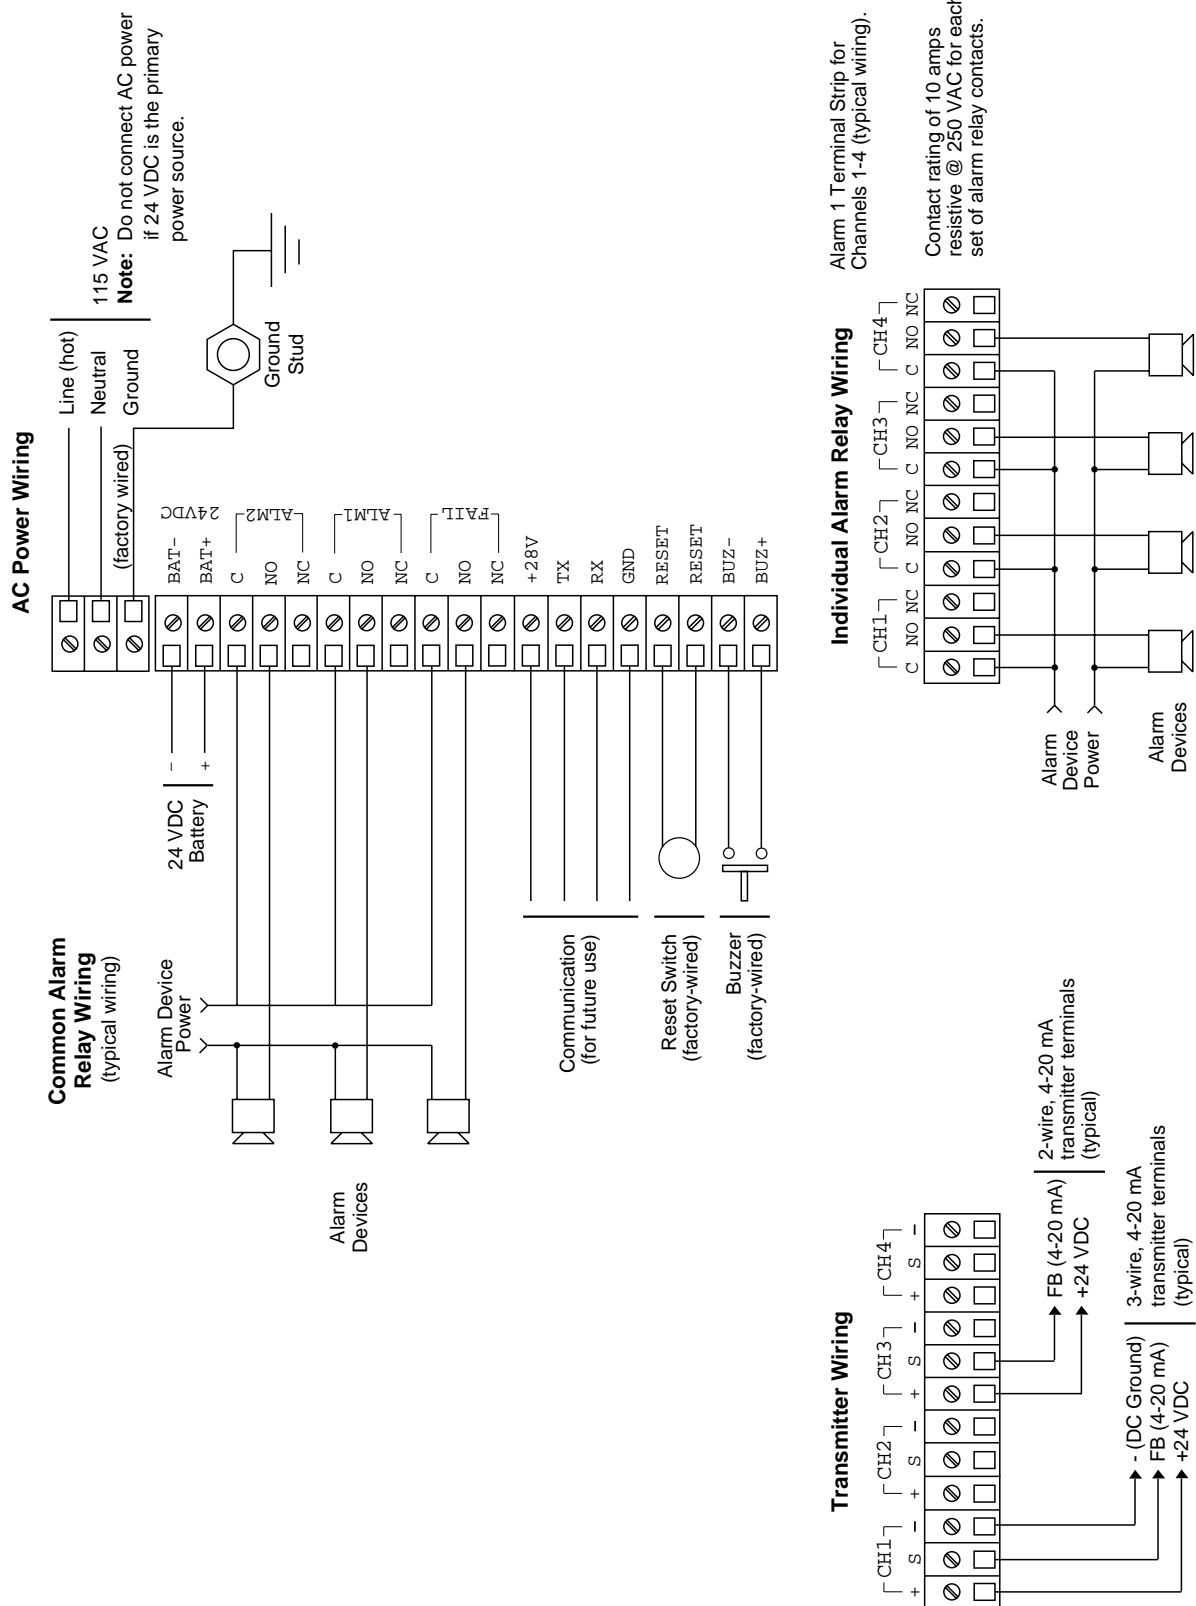 AC Power Wiring
Line (hot)
Neutral
Ground
115 VAC
Note: Do not connect AC power
if 24 VDC is the primary
power source.
(factory wired)
Ground
Stud
BAT-
BAT+
24VDC
C
NO
NC
ALM2
C
NO
NC
ALM1
C
NO
NC
FAIL
+28V
TX
RX
GND
RESET
RESET
BUZ-
BUZ+
24 VDC
Battery
-
+
Common Alarm
Relay Wiring
(typical wiring)
Alarm Device
Power
Alarm
Devices
Communication
(for future use)
Reset Switch
(factory-wired)
Buzzer
(factory-wired)
Individual Alarm Relay Wiring
CH1 CH2 CH3 CH4
C NO NC C NO NC C NO NC C NO NC
Alarm 1 Terminal Strip for
Channels 1-4 (typical wiring).
Contact rating of 10 amps
resistive @ 250 VAC for each
set of alarm relay contacts.
Alarm
Device
Power
Alarm
Devices
Transmitter Wiring
CH1 CH2 CH3 CH4
+ S - + S - + S - + S -
FB (4-20 mA)
+24 VDC
2-wire, 4-20 mA
transmitter terminals
(typical)
- (DC Ground)
FB (4-20 mA)
+24 VDC
3-wire, 4-20 mA
transmitter terminals
(typical)